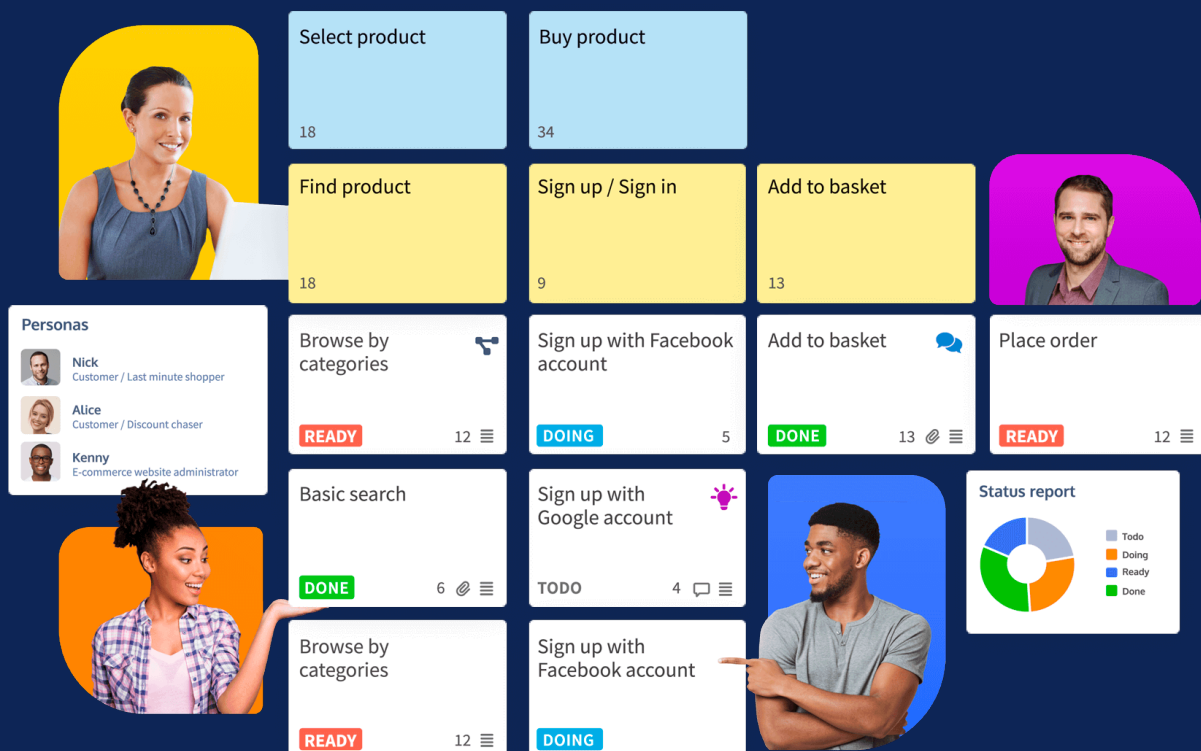 Select product
18
Buy product
34
Find product
18
Sign up / Sign in
9
Add to basket
13
Personas
Nick
Customer / Last minute shopper
Alice
Customer / Discount chaser
Kenny
E-commerce website administrator
Browse by
categories
READY
12
Sign up with Facebook
account
DOING
5
Add to basket
DONE
13
Place order
READY
12
Basic search
DONE
6
Sign up with
Google account
TODO
4
Status report
Todo
Doing
Ready
Done
Browse by
categories
READY
12
Sign up with
Facebook account
DOING